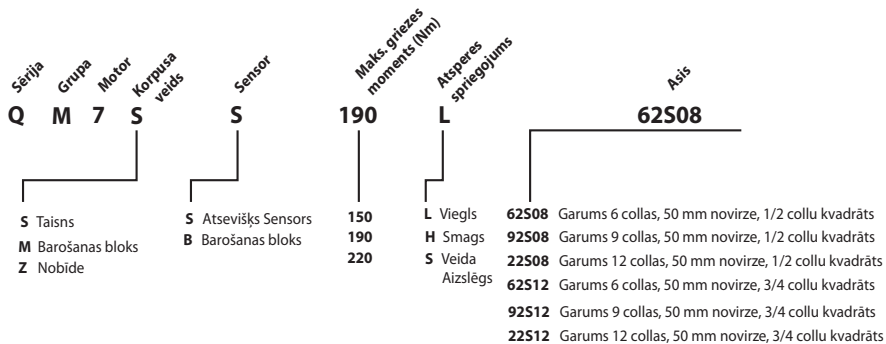 Sērija Grupa Motor Korpusa veids Sensor Maks. griezes moments (Nm) Atsperes spriegojums Asis
Q M 7 S S 190 L 62S08
S Taisns
M Barošanas bloks
Z Nobīde
S Atsevišķs Sensors
B Barošanas bloks
150
190
220
L Viegls
H Smags
S Veida
Aizslēgs
62S08 Garums 6 collas, 50 mm novirze, 1/2 collu kvadrāts
92S08 Garums 9 collas, 50 mm novirze, 1/2 collu kvadrāts
22S08 Garums 12 collas, 50 mm novirze, 1/2 collu kvadrāts
62S12 Garums 6 collas, 50 mm novirze, 3/4 collu kvadrāts
92S12 Garums 9 collas, 50 mm novirze, 3/4 collu kvadrāts
22S12 Garums 12 collas, 50 mm novirze, 3/4 collu kvadrāts